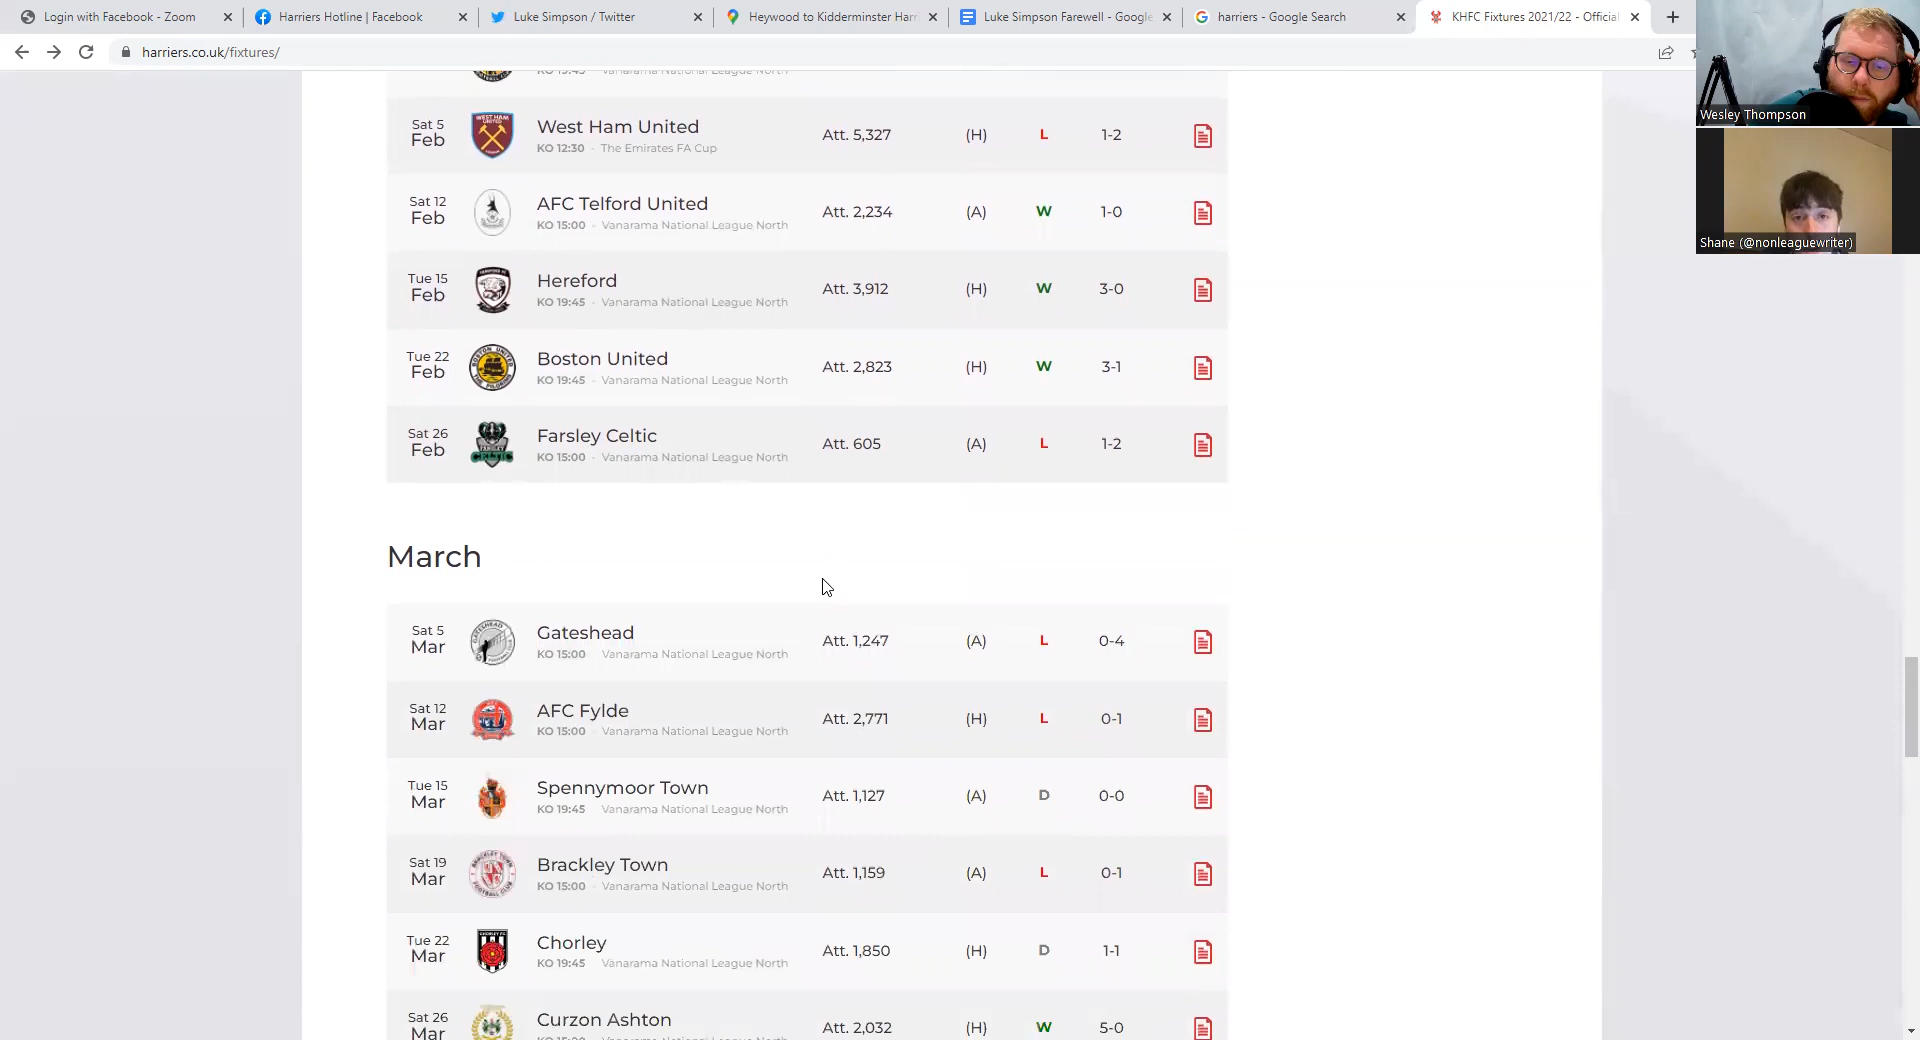 Login with Facebook - Zoom
Harriers Hotline | Facebook
Luke Simpson / Twitter
Heywood to Kidderminster Harr
Luke Simpson Farewell - Google
harriers - Google Search
KHFC Fixtures 2021/22 - Official
harriers.co.uk/fixtures/
Wesley Thompson
Shane (@nonleaguewriter)
KO 19:45 - Vanarama National League North
Sat 5
Feb
West Ham United
KO 12:30 - The Emirates FA Cup
Att. 5,327
(H)
L
1-2
Sat 12
Feb
AFC Telford United
KO 15:00 - Vanarama National League North
Att. 2,234
(A)
W
1-0
Tue 15
Feb
Hereford
KO 19:45 - Vanarama National League North
Att. 3,912
(H)
W
3-0
Tue 22
Feb
Boston United
KO 19:45 - Vanarama National League North
Att. 2,823
(H)
W
3-1
Sat 26
Feb
Farsley Celtic
KO 15:00 - Vanarama National League North
Att. 605
(A)
L
1-2
March
Sat 5
Mar
Gateshead
KO 15:00 Vanarama National League North
Att. 1,247
(A)
L
0-4
Sat 12
Mar
AFC Fylde
KO 15:00 Vanarama National League North
Att. 2,771
(H)
L
0-1
Tue 15
Mar
Spennymoor Town
KO 19:45 Vanarama National League North
Att. 1,127
(A)
D
0-0
Sat 19
Mar
Brackley Town
KO 15:00 Vanarama National League North
Att. 1,159
(A)
L
0-1
Tue 22
Mar
Chorley
KO 19:45 Vanarama National League North
Att. 1,850
(H)
D
1-1
Sat 26
Mar
Curzon Ashton
Att. 2,032
(H)
W
5-0